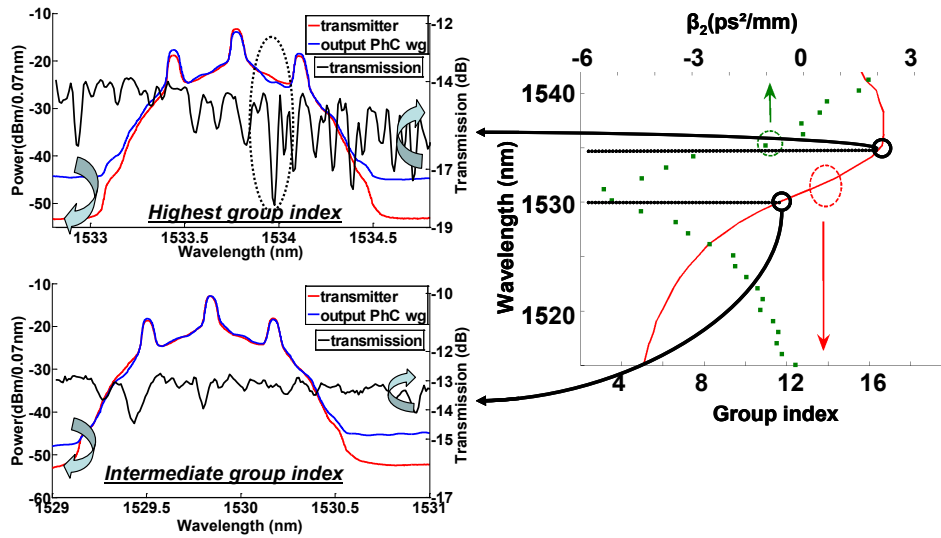 -10
-20
-30
-40
-50
Power(dBm/0.07nm)
transmitter
output PhC wg
transmission
-12
-14
-16
-17
-19
Transmission (dB)
Highest group index
1533
1533.5
1534
1534.5
Wavelength (nm)
-10
-20
-30
-40
-50
-60
Power(dBm/0.07nm)
transmitter
output PhC wg
transmission
-10
-12
-13
-14
-15
-17
Transmission (dB)
Intermediate group index
1529
1529.5
1530
1530.5
1531
Wavelength (nm)
β₂(ps²/mm)
-6
-3
0
3
1540
1530
1520
Wavelength (nm)
4
8
12
16
Group index